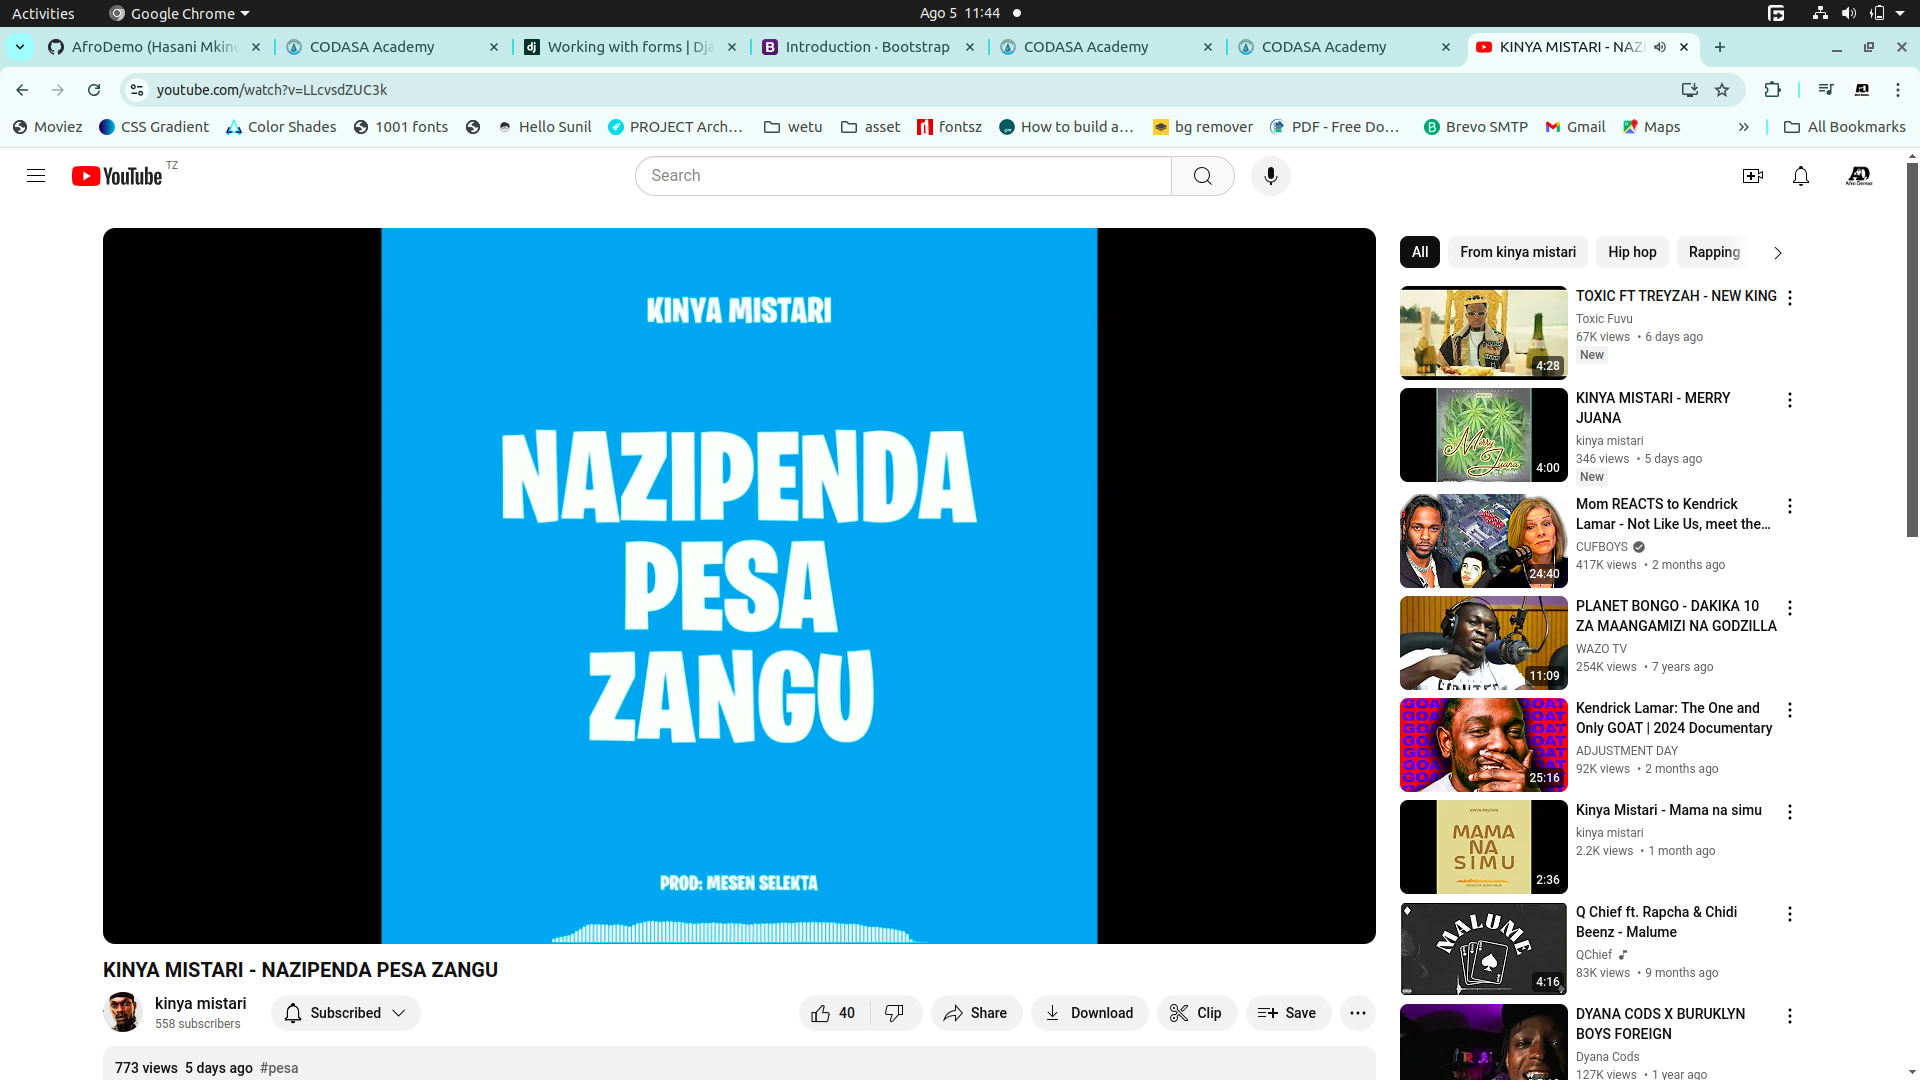 Activities
Google Chrome
Ago 5 11:44
AfroDemo (Hasani Mkin
CODASA Academy
Working with forms | Dja
Introduction · Bootstrap
CODASA Academy
CODASA Academy
KINYA MISTARI - NAZI
youtube.com/watch?v=LLcvsdZUC3k
Moviez
CSS Gradient
Color Shades
1001 fonts
Hello Sunil
PROJECT Arch...
wetu
asset
fontsz
How to build a...
bg remover
PDF - Free Do...
Brevo SMTP
Gmail
Maps
All Bookmarks
YouTube TZ
Search
KINYA MISTARI
NAZIPENDA
PESA
ZANGU
PROD: MESEN SELEKTA
KINYA MISTARI - NAZIPENDA PESA ZANGU
kinya mistari
558 subscribers
Subscribed
40
Share
Download
Clip
Save
773 views 5 days ago #pesa
All
From kinya mistari
Hip hop
Rapping
4:28
TOXIC FT TREYZAH - NEW KING
Toxic Fuvu
67K views • 6 days ago
New
Merry
Juana
4:00
KINYA MISTARI - MERRY
JUANA
kinya mistari
346 views • 5 days ago
New
24:40
Mom REACTS to Kendrick
Lamar - Not Like Us, meet the...
CUFBOYS
417K views • 2 months ago
11:09
PLANET BONGO - DAKIKA 10
ZA MAANGAMIZI NA GODZILLA
WAZO TV
254K views • 7 years ago
25:16
Kendrick Lamar: The One and
Only GOAT | 2024 Documentary
ADJUSTMENT DAY
92K views • 2 months ago
MAMA
NA
SIMU
2:36
Kinya Mistari - Mama na simu
kinya mistari
2.2K views • 1 month ago
MALUME
4:16
Q Chief ft. Rapcha & Chidi
Beenz - Malume
QChief
83K views • 9 months ago
DYANA CODS X BURUKLYN
BOYS FOREIGN
Dyana Cods
127K views • 1 year ago